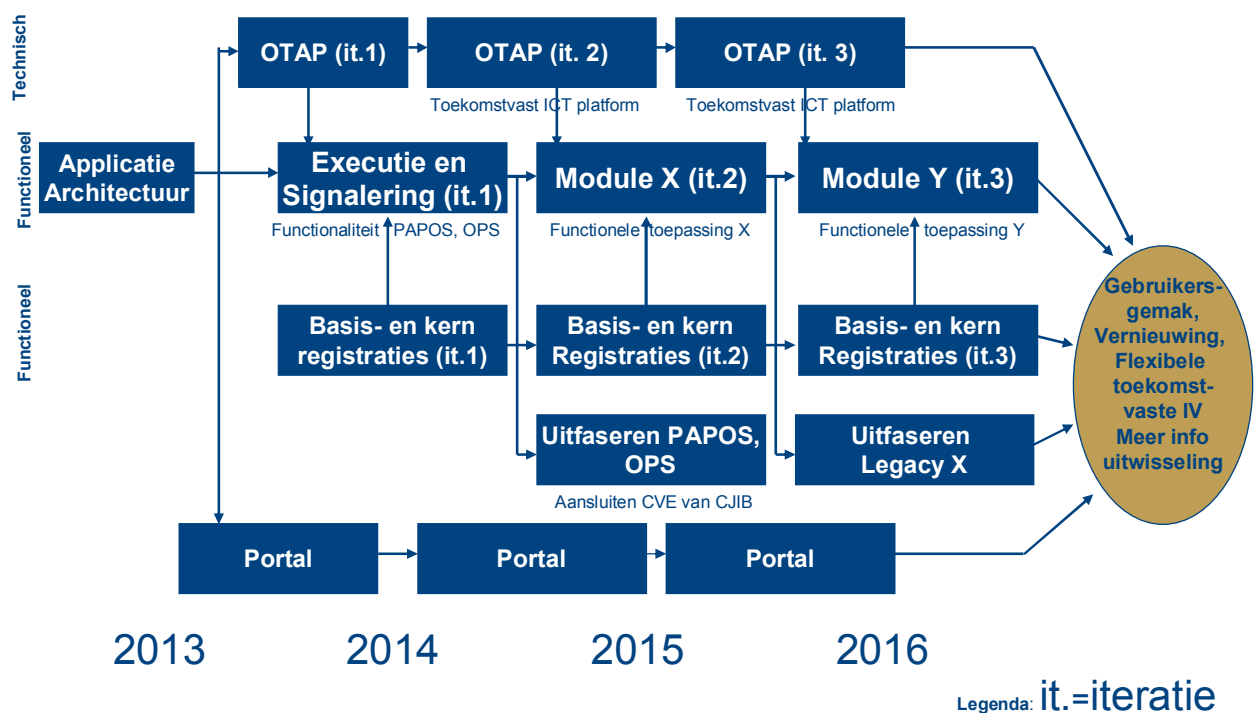 Technisch
OTAP (it.1)
OTAP (it. 2)
OTAP (it. 3)
Toekomstvast ICT platform
Toekomstvast ICT platform
Functioneel
Applicatie
Architectuur
Executie en
Signalering (it.1)
Module X (it.2)
Module Y (it.3)
Functionaliteit PAPOS, OPS
Functionele toepassing X
Functionele toepassing Y
Functioneel
Basis- en kern
registraties (it.1)
Basis- en kern
Registraties (it.2)
Basis- en kern
Registraties (it.3)
Uitfaseren PAPOS,
OPS
Uitfaseren
Legacy X
Aansluiten CVE van CJIB
Gebruikers-
gemak,
Vernieuwing,
Flexibele
toekomst-
vaste IV
Meer info
uitwisseling
Portal
Portal
Portal
2013
2014
2015
2016
Legenda: it.=iteratie